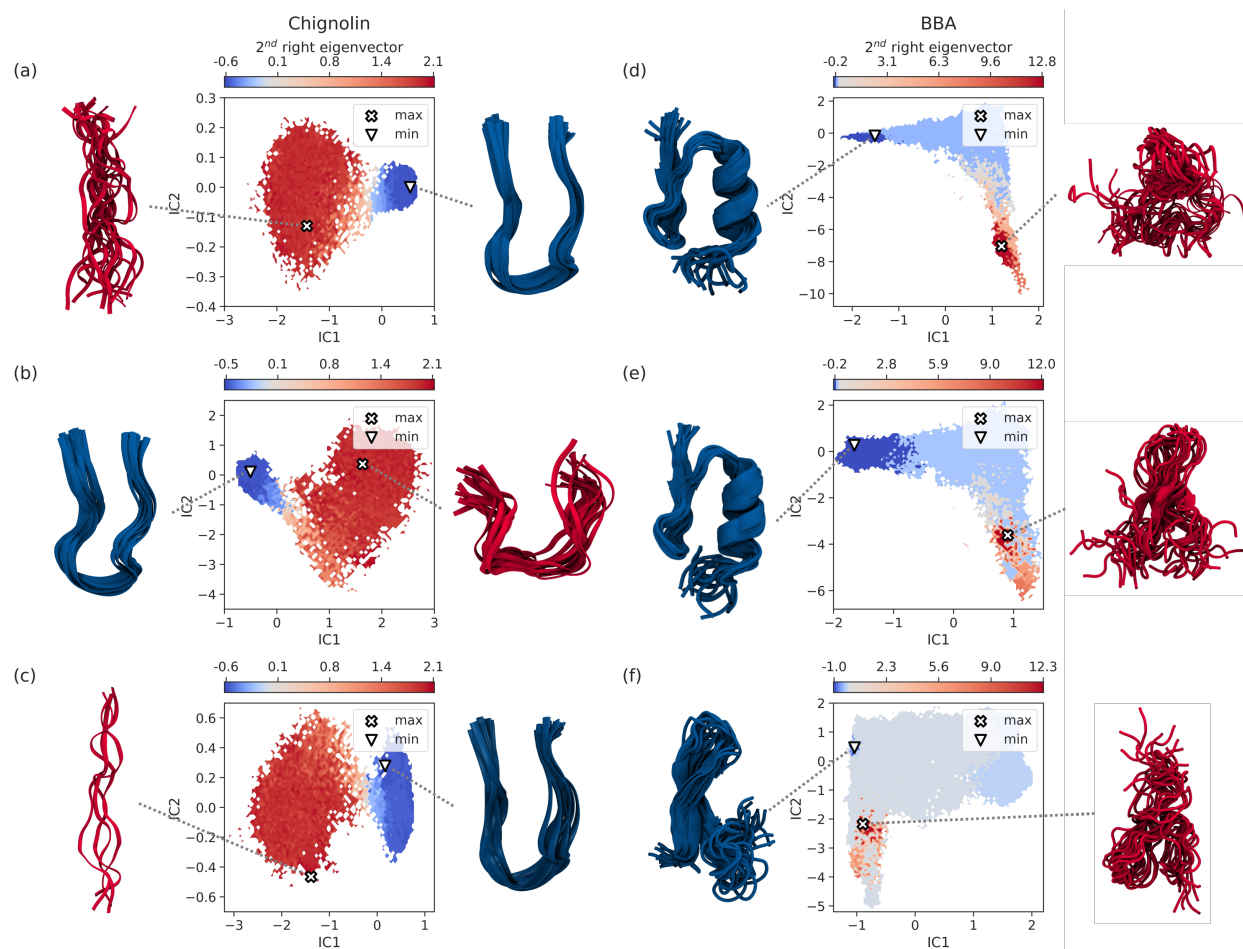 Chignolin
2nd right eigenvector
-0.6 0.1 0.8 1.4 2.1
(a)
max
min
0.3
0.2
0.1
0.0
−0.1
−0.2
−0.3
−0.4
IC2
−3 −2 −1 0 1
IC1
BBA
2nd right eigenvector
-0.2 3.1 6.3 9.6 12.8
(d)
max
min
2
0
−2
−4
−6
−8
−10
IC2
−2 −1 0 1 2
IC1
(b)
-0.5 0.1 0.8 1.4 2.1
max
min
2
1
0
−1
−2
−3
−4
IC2
−1 0 1 2 3
IC1
(e)
-0.2 2.8 5.9 9.0 12.0
max
min
2
0
−2
−4
−6
IC2
−2 −1 0 1
IC1
(c)
-0.6 0.1 0.8 1.4 2.1
max
min
0.6
0.4
0.2
0.0
−0.2
−0.4
−0.6
IC2
−3 −2 −1 0 1
IC1
(f)
-1.0 2.3 5.6 9.0 12.3
max
min
2
1
0
−1
−2
−3
−4
−5
IC2
−1 0 1 2
IC1